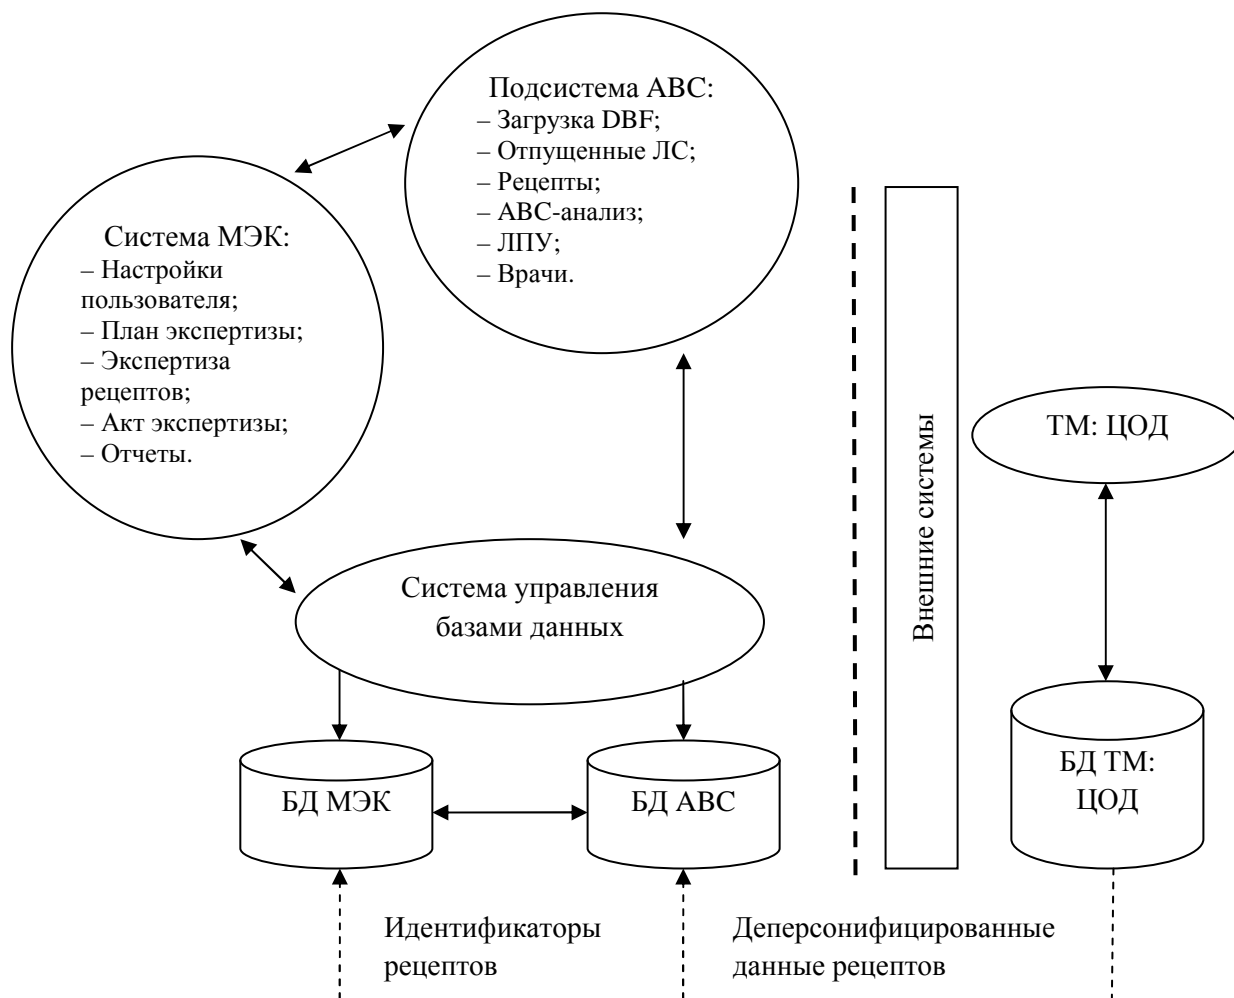 Подсистема АВС:
– Загрузка DBF;
– Отпущенные ЛС;
– Рецепты;
– АВС-анализ;
– ЛПУ;
– Врачи.
Система МЭК:
– Настройки
пользователя;
– План экспертизы;
– Экспертиза
рецептов;
– Акт экспертизы;
– Отчеты.
Внешние системы
ТМ: ЦОД
Система управления
базами данных
БД МЭК
БД АВС
БД ТМ:
ЦОД
Идентификаторы
рецептов
Деперсонифицированные
данные рецептов